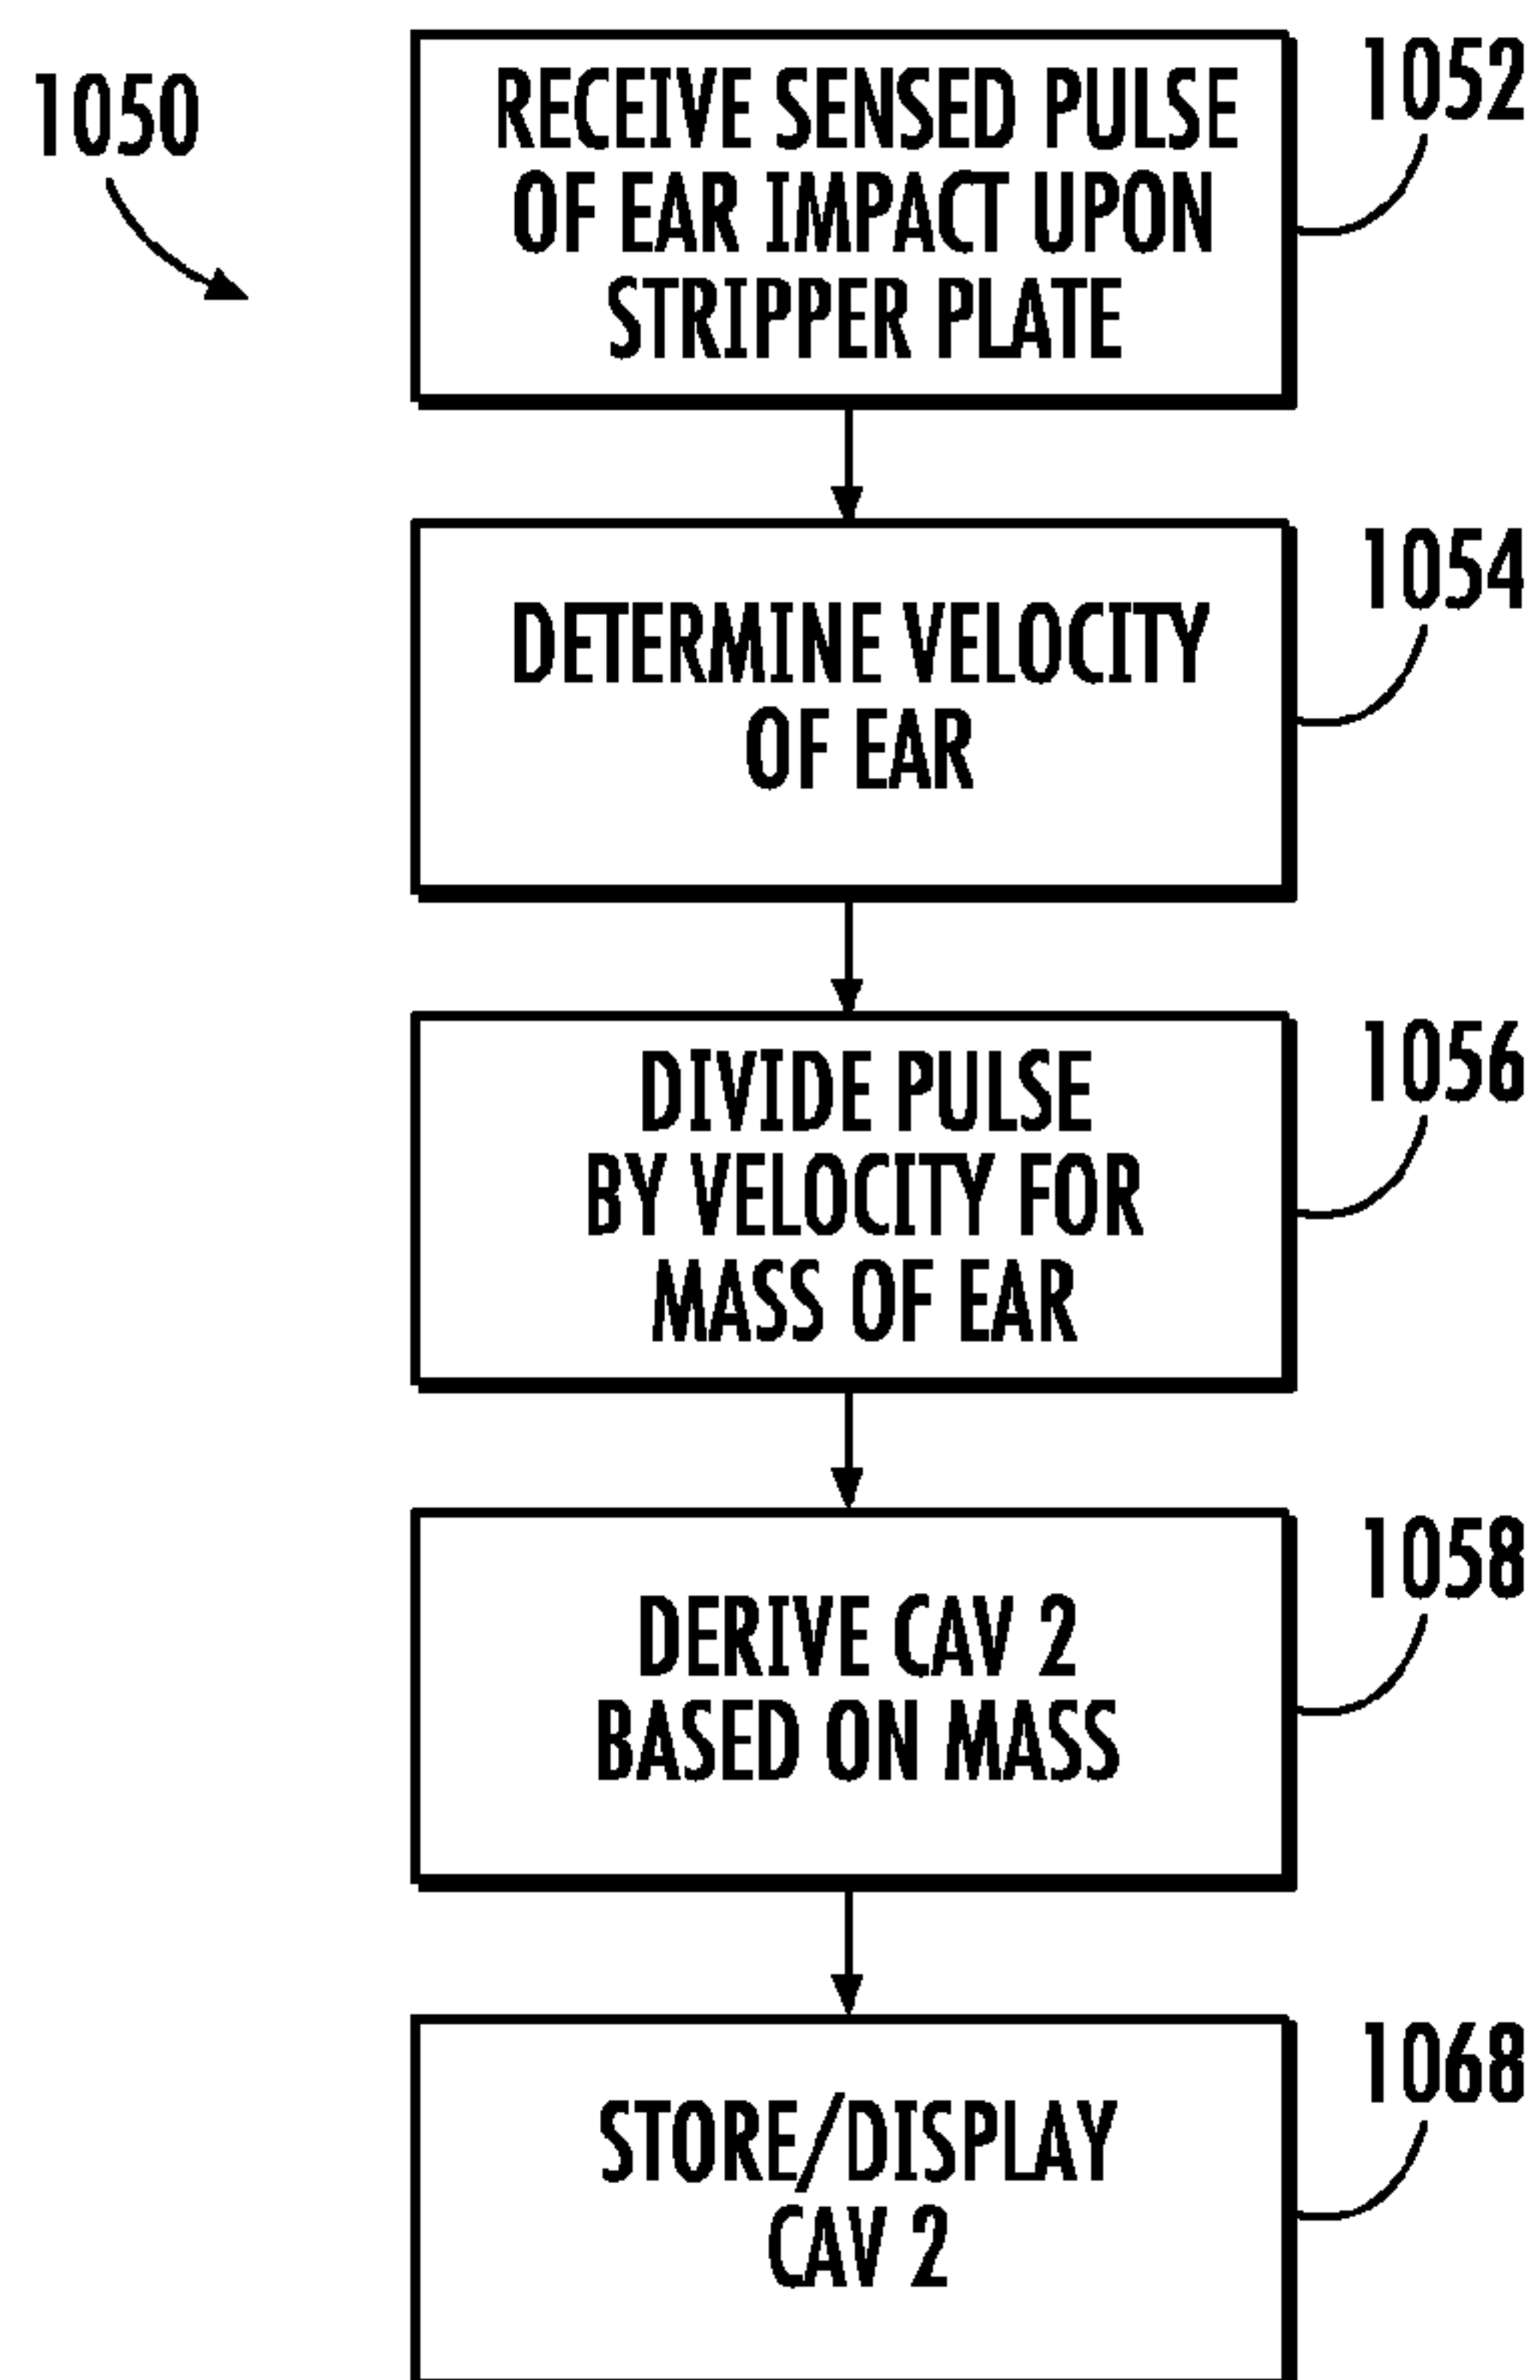 1050
RECEIVE SENSED PULSE
OF EAR IMPACT UPON
STRIPPER PLATE
1052
DETERMINE VELOCITY
OF EAR
1054
DIVIDE PULSE
BY VELOCITY FOR
MASS OF EAR
1056
DERIVE CAV 2
BASED ON MASS
1058
STORE/DISPLAY
CAV 2
1068